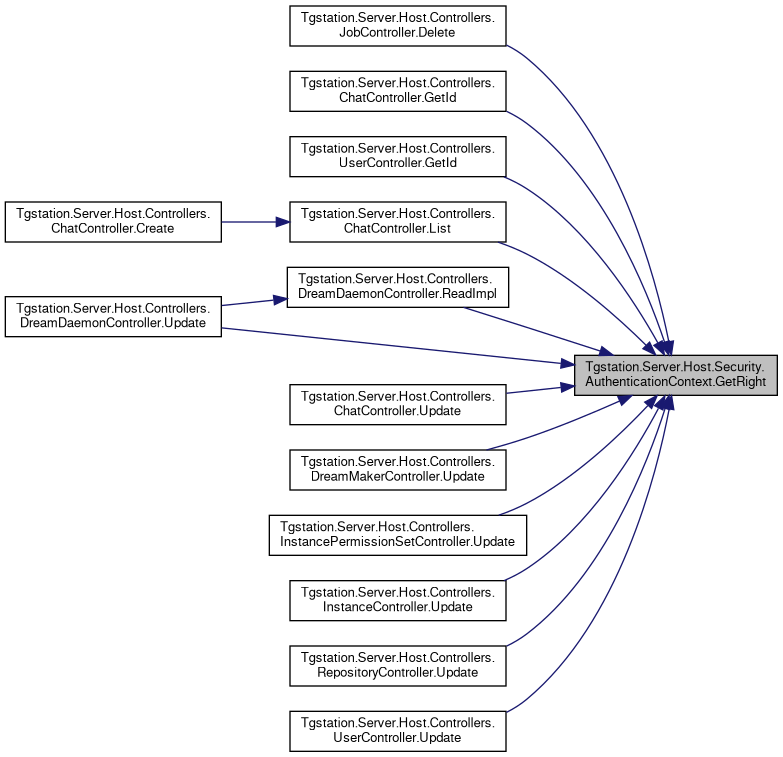 Tgstation.Server.Host.Controllers.
JobController.Delete
Tgstation.Server.Host.Controllers.
ChatController.GetId
Tgstation.Server.Host.Controllers.
UserController.GetId
Tgstation.Server.Host.Controllers.
ChatController.Create
Tgstation.Server.Host.Controllers.
ChatController.List
Tgstation.Server.Host.Controllers.
DreamDaemonController.ReadImpl
Tgstation.Server.Host.Controllers.
DreamDaemonController.Update
Tgstation.Server.Host.Security.
AuthenticationContext.GetRight
Tgstation.Server.Host.Controllers.
ChatController.Update
Tgstation.Server.Host.Controllers.
DreamMakerController.Update
Tgstation.Server.Host.Controllers.
InstancePermissionSetController.Update
Tgstation.Server.Host.Controllers.
InstanceController.Update
Tgstation.Server.Host.Controllers.
RepositoryController.Update
Tgstation.Server.Host.Controllers.
UserController.Update